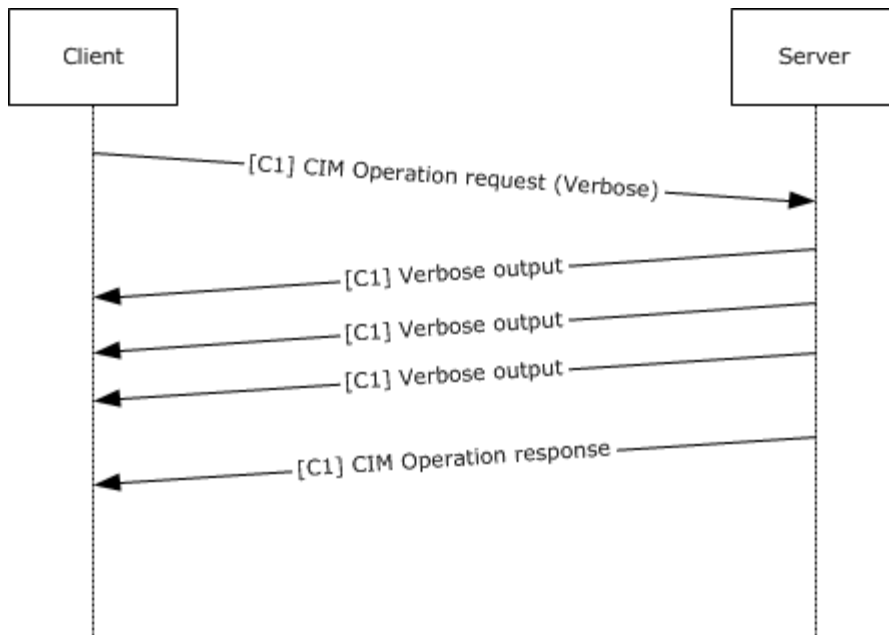 Client
Server
[C1] CIM Operation request (Verbose)
[C1] Verbose output
[C1] Verbose output
[C1] Verbose output
[C1] CIM Operation response